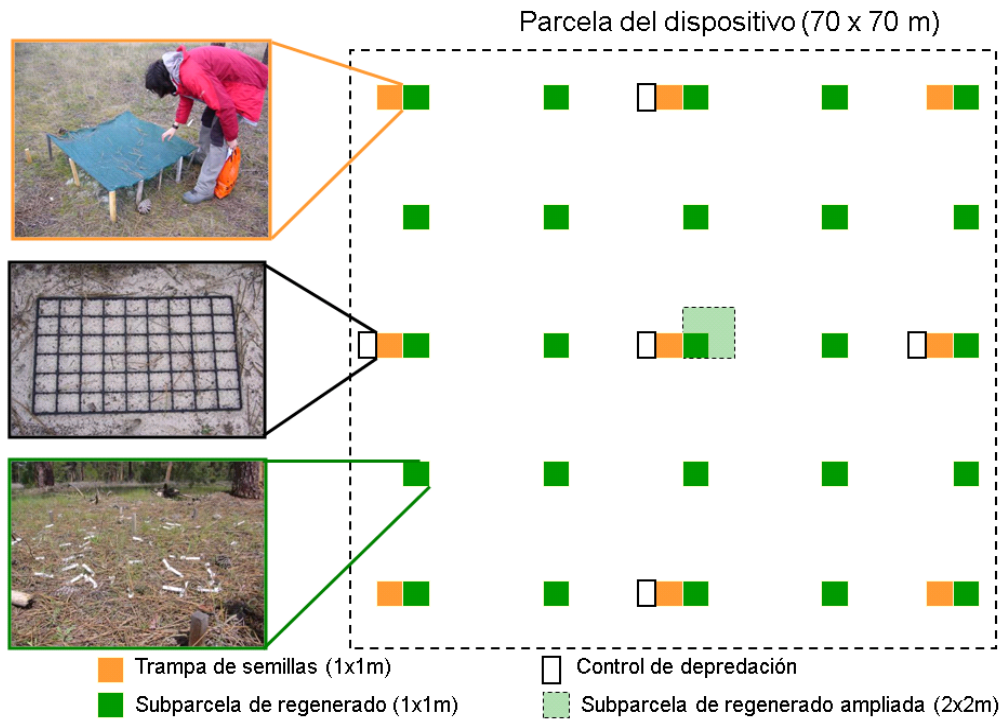 Parcela del dispositivo (70 x 70 m)
Trampa de semillas (1x1m)
Control de depredación
Subparcela de regenerado (1x1m)
Subparcela de regenerado ampliada (2x2m)